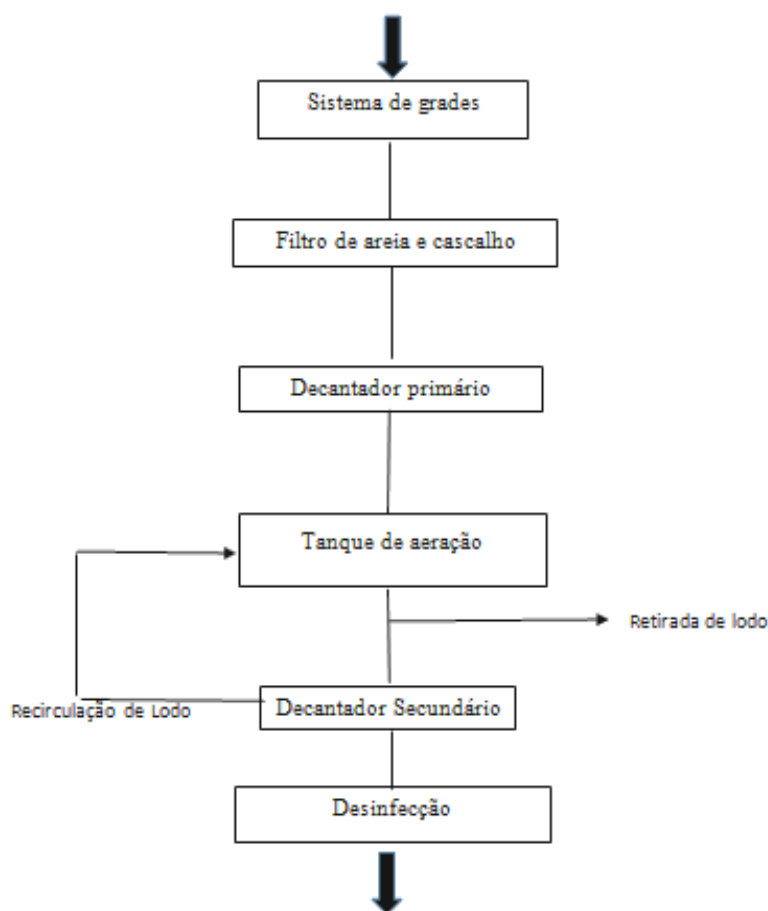 Sistema de grades
Filtro de areia e cascalho
Decantador primário
Tanque de aeração
Retirada de lodo
Recirculação de Lodo
Decantador Secundário
Desinfecção